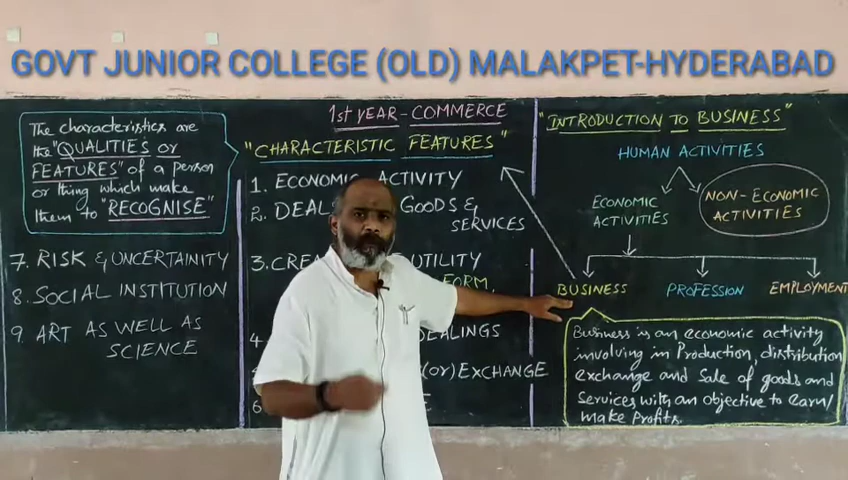 GOVT JUNIOR COLLEGE (OLD) MALAKPET-HYDERABAD
The characteristics are
the "QUALITIES or
FEATURES" of a person
or thing which make
them to "RECOGNISE"
7. RISK & UNCERTAINITY
8. SOCIAL INSTITUTION
9. ART AS WELL AS
SCIENCE
1st YEAR - COMMERCE
"CHARACTERISTIC FEATURES"
1. ECONOMIC ACTIVITY
2. GOODS &
SERVICES
3. UTILITY
FORM,
4. DEALINGS
(or) EXCHANGE
6.
"INTRODUCTION TO BUSINESS"
HUMAN ACTIVITIES
ECONOMIC
ACTIVITIES
NON-ECONOMIC
ACTIVITIES
BUSINESS PROFESSION EMPLOYMENT
Business is an economic activity
involving in Production, distribution
exchange and Sale of goods and
Services with an objective to earn/
make Profits.